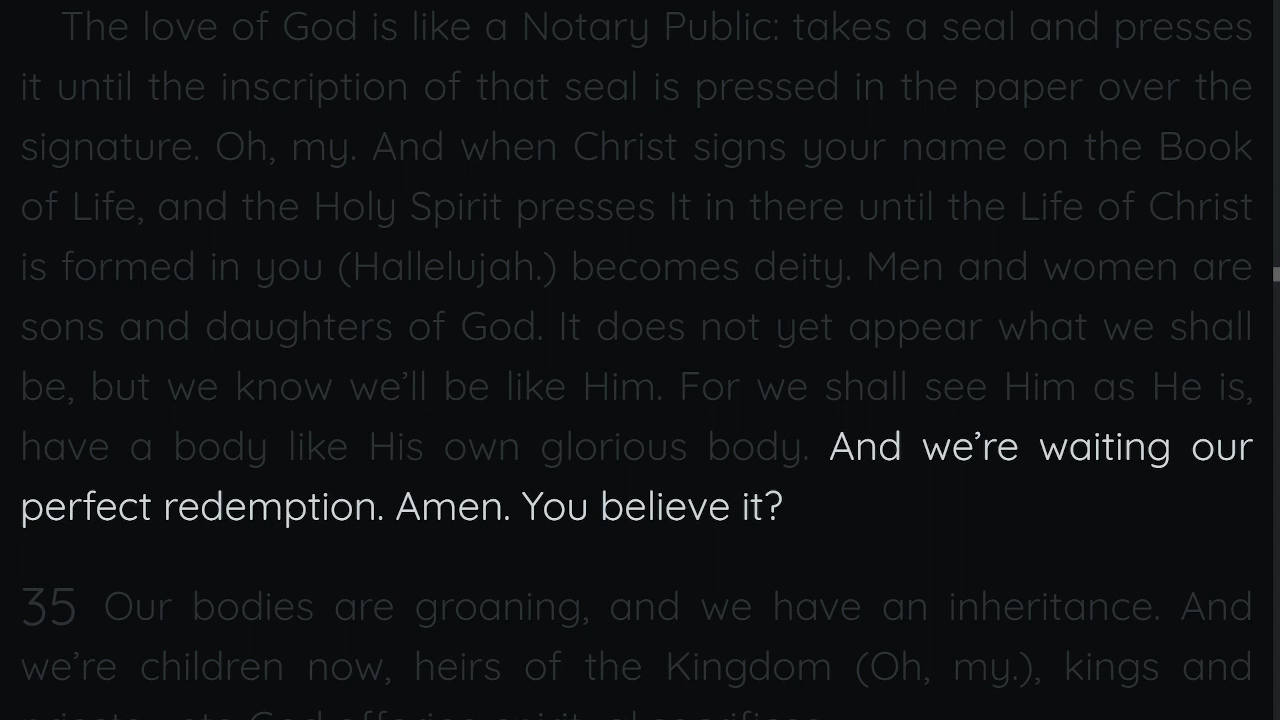 The love of God is like a Notary Public: takes a seal and presses
it until the inscription of that seal is pressed in the paper over the
signature. Oh, my. And when Christ signs your name on the Book
of Life, and the Holy Spirit presses It in there until the Life of Christ
is formed in you (Hallelujah.) becomes deity. Men and women are
sons and daughters of God. It does not yet appear what we shall
be, but we know we’ll be like Him. For we shall see Him as He is,
have a body like His own glorious body. And we’re waiting our
perfect redemption. Amen. You believe it?
35 Our bodies are groaning, and we have an inheritance. And
we’re children now, heirs of the Kingdom (Oh, my.), kings and
God offering spiritual sacrifices